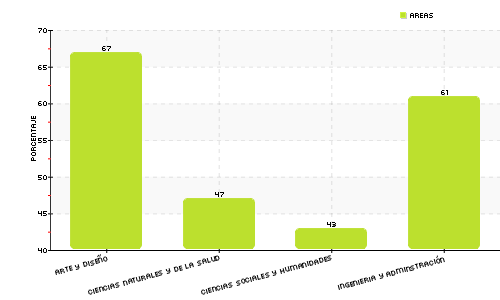 AREAS
70
65
60
55
50
45
40
PORCENTAJE
67
47
43
61
ARTE Y DISEÑO
CIENCIAS NATURALES Y DE LA SALUD
CIENCIAS SOCIALES Y HUMANIDADES
INGENIERIA Y ADMINSTRACIÓN